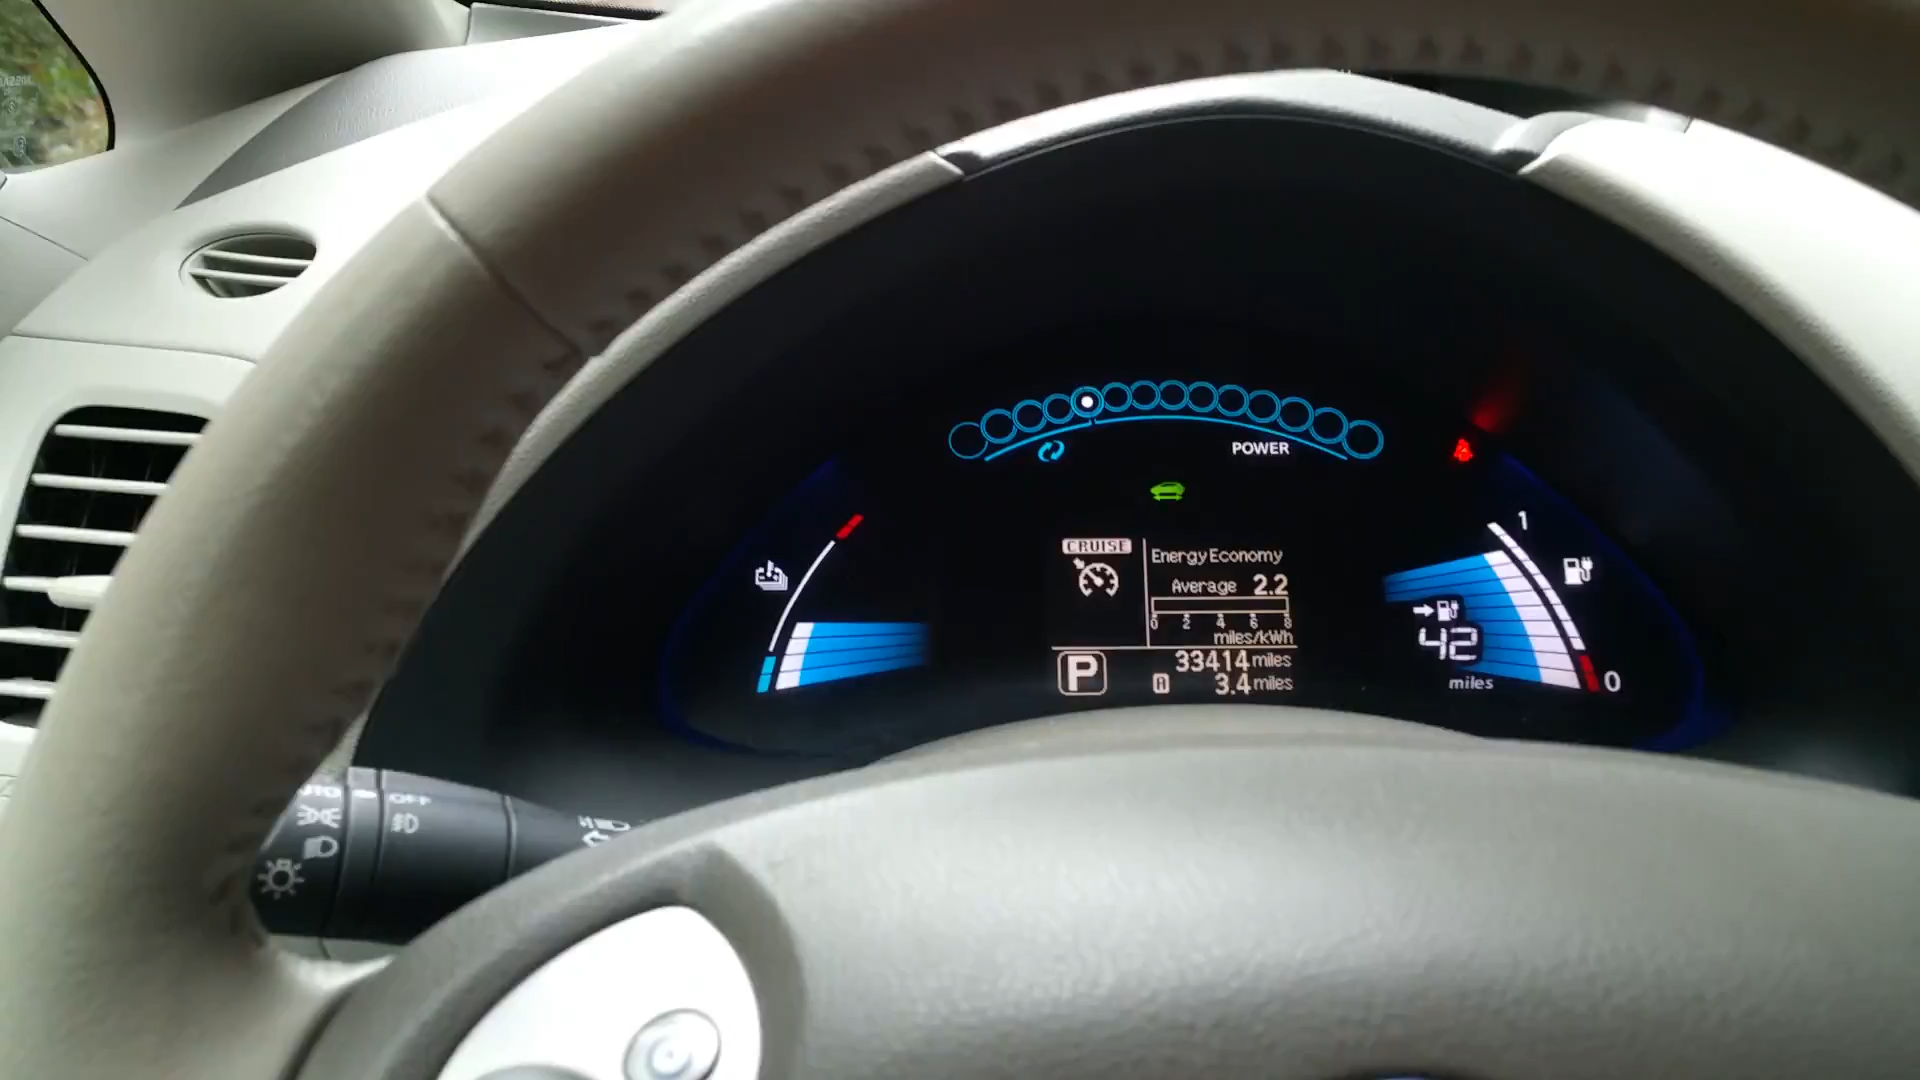 POWER
1
CRUISE
Energy Economy
Average 2.2
0 2 4 6 8
miles/kWh
42
miles
0
P
33414 miles
A 3.4 miles
OFF